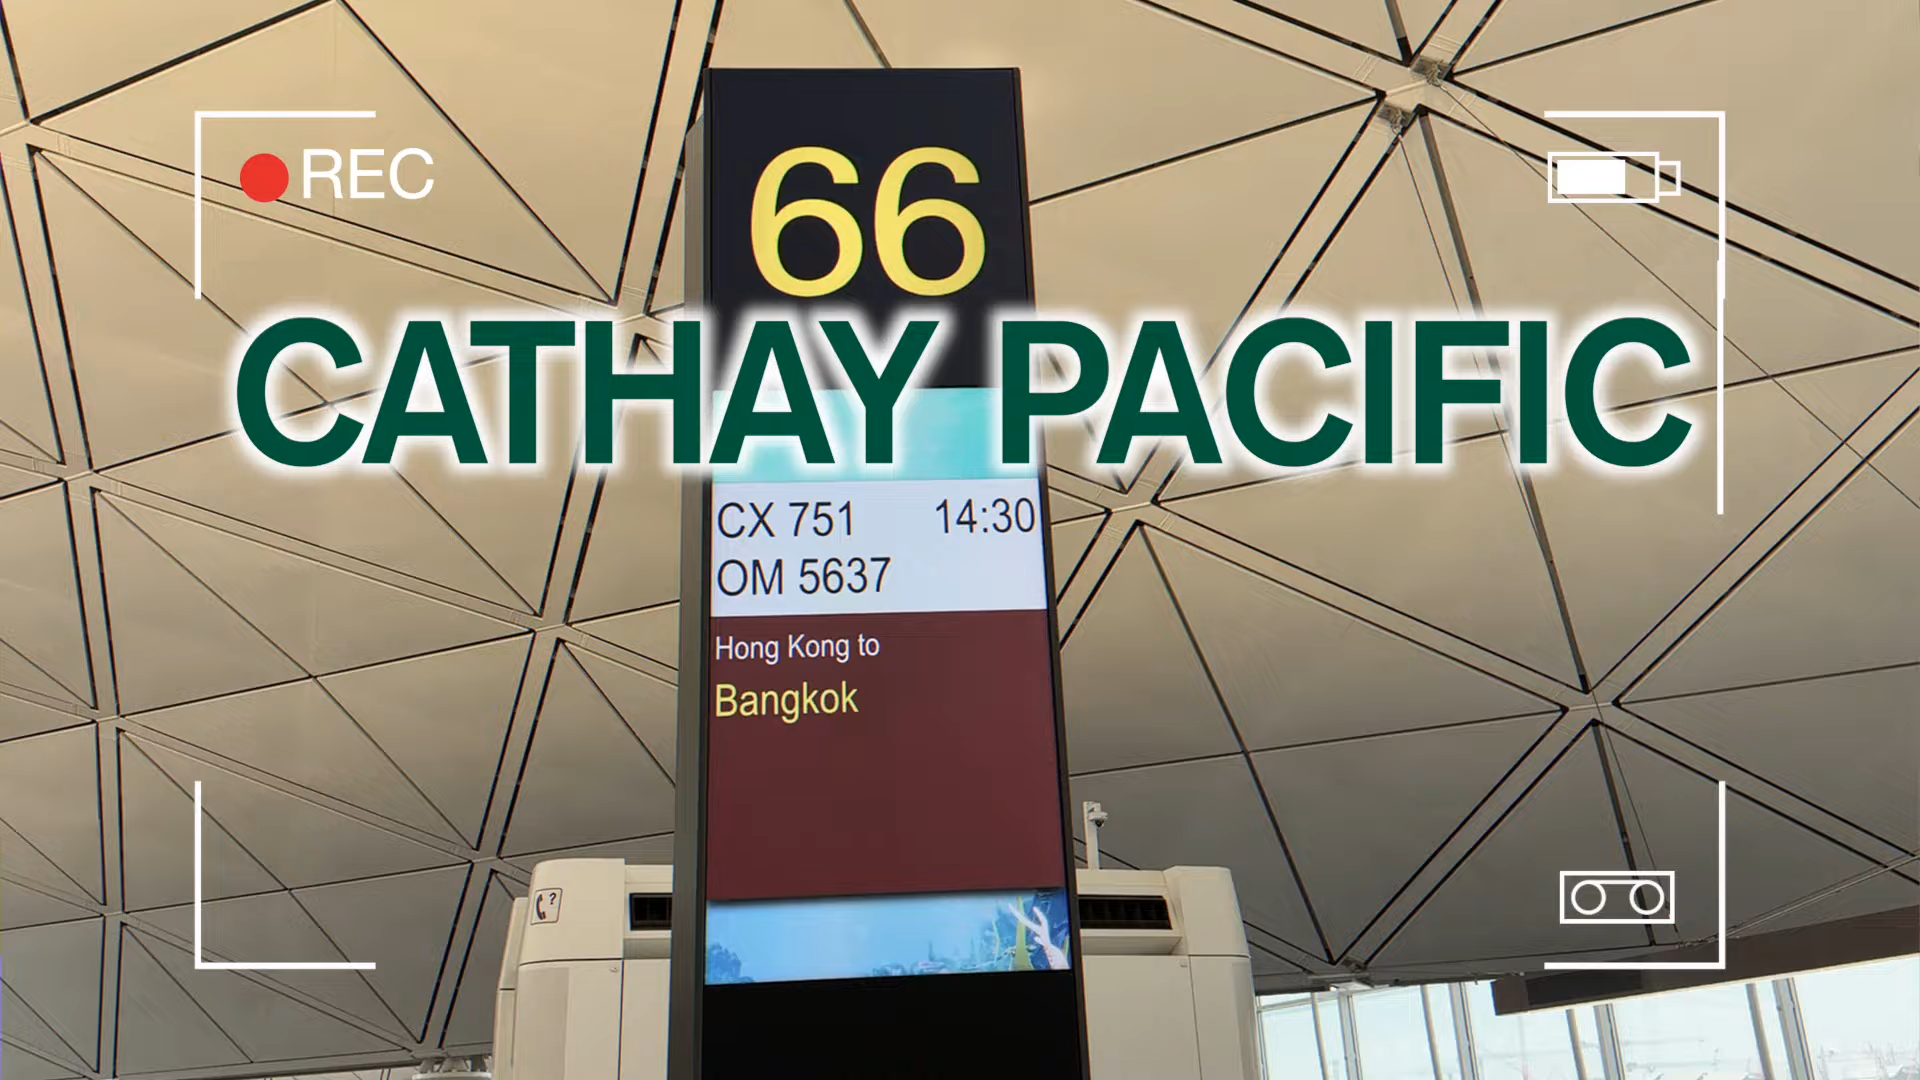 REC
66
CATHAY PACIFIC
CX 751 14:30
OM 5637
Hong Kong to
Bangkok
?